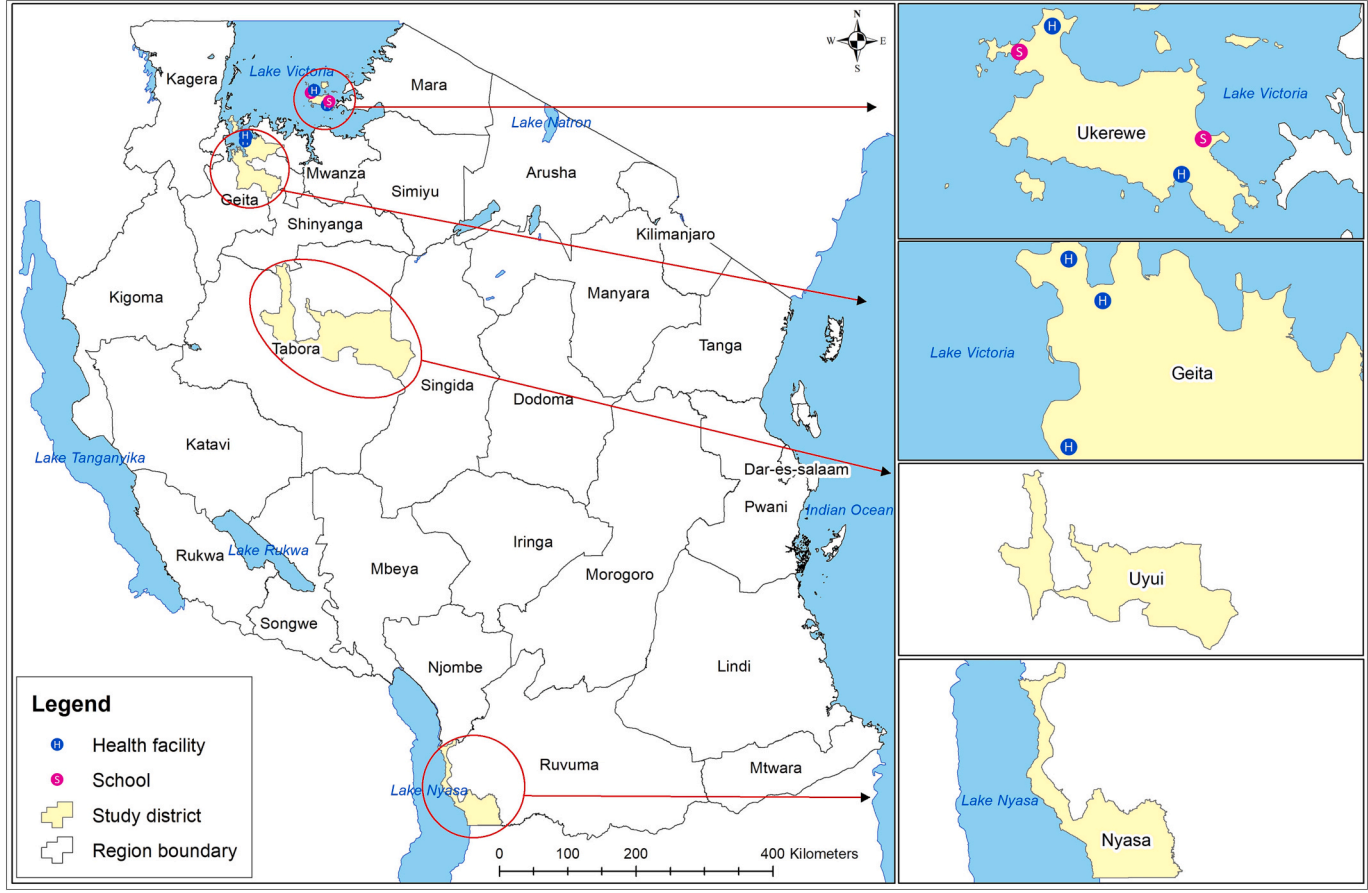 N
W E
S
Kagera
Lake Victoria
H
S
H
Mara
Lake Natron
Mwanza
Geita
Simiyu
Arusha
Shinyanga
Kilimanjaro
Kigoma
Manyara
Tabora
Tanga
Singida
Dodoma
Katavi
Lake Tanganyika
Dar-es-salaam
Pwani
Indian Ocean
Iringa
Rukwa
Lake Rukwa
Mbeya
Morogoro
Songwe
Njombe
Lindi
Ruvuma
Mtwara
Lake Nyasa
Legend
H Health facility
S School
Study district
Region boundary
0 100 200 400 Kilometers
H
S
Lake Victoria
Ukerewe
S
H
H
H
Lake Victoria
Geita
H
Uyui
Lake Nyasa
Nyasa